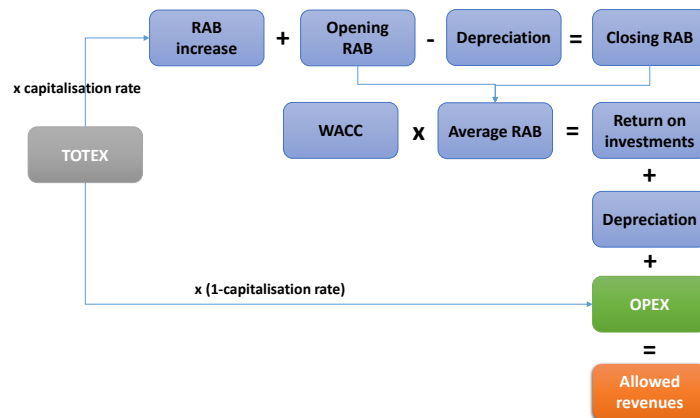 RAB
increase
+
Opening
RAB
-
Depreciation
=
Closing RAB
x capitalisation rate
WACC
x
Average RAB
=
Return on
investments
TOTEX
+
Depreciation
+
x (1-capitalisation rate)
OPEX
=
Allowed
revenues